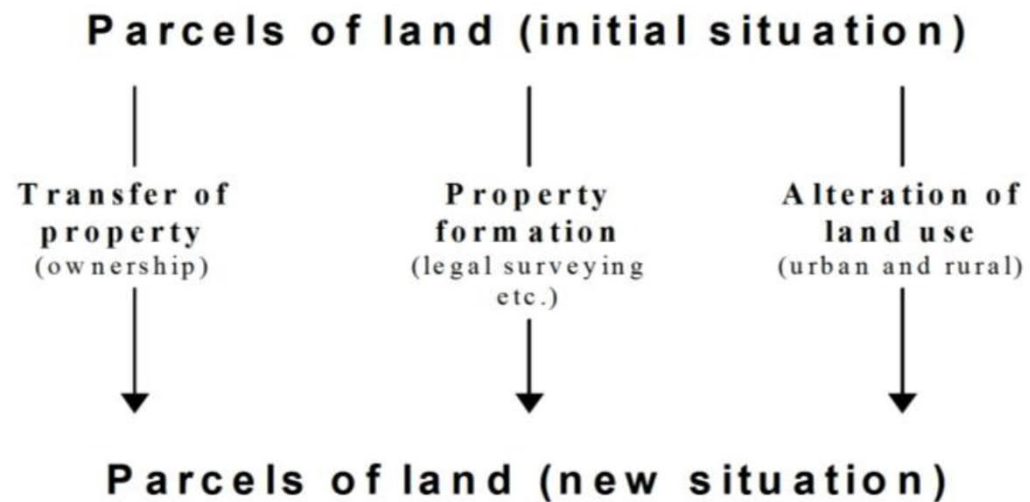 Parcels of land (initial situation)
Transfer of
property
(ownership)
Property
formation
(legal surveying
etc.)
Alteration of
land use
(urban and rural)
Parcels of land (new situation)